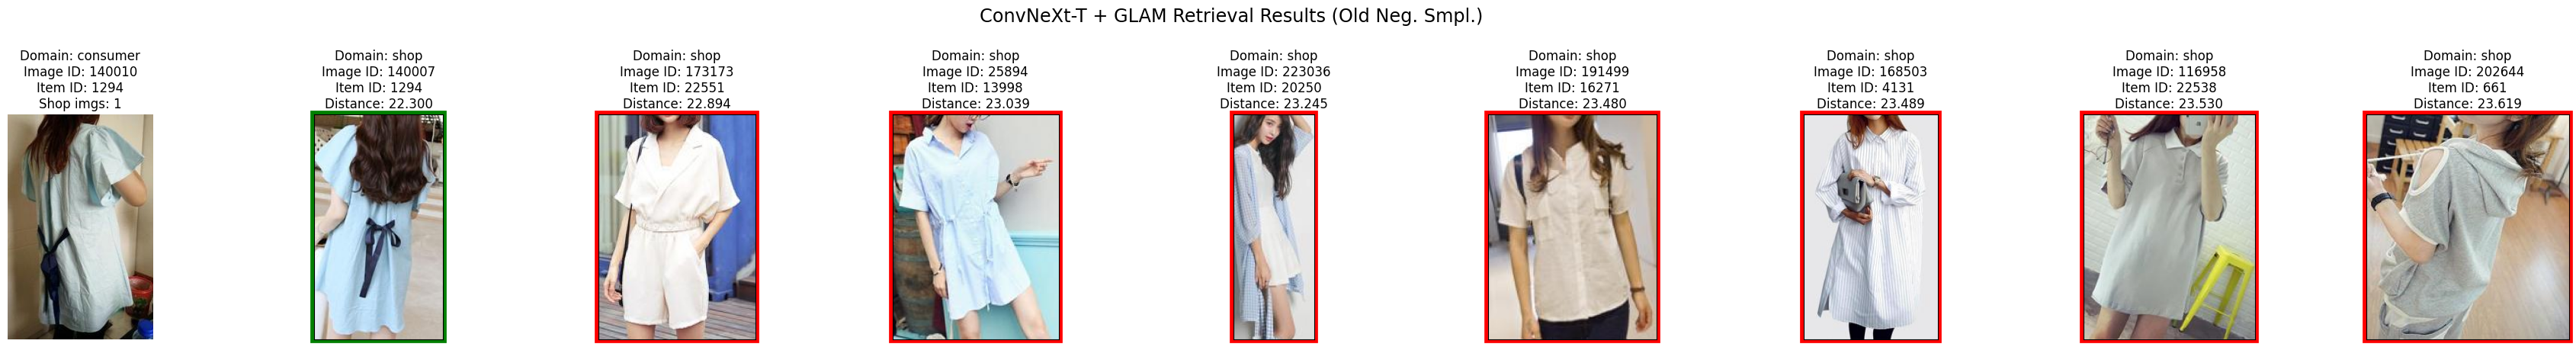 ConvNeXt-T + GLAM Retrieval Results (Old Neg. Smpl.)
Domain: consumer
Image ID: 140010
Item ID: 1294
Shop imgs: 1
Domain: shop
Image ID: 140007
Item ID: 1294
Distance: 22.300
Domain: shop
Image ID: 173173
Item ID: 22551
Distance: 22.894
Domain: shop
Image ID: 25894
Item ID: 13998
Distance: 23.039
Domain: shop
Image ID: 223036
Item ID: 20250
Distance: 23.245
Domain: shop
Image ID: 191499
Item ID: 16271
Distance: 23.480
Domain: shop
Image ID: 168503
Item ID: 4131
Distance: 23.489
Domain: shop
Image ID: 116958
Item ID: 22538
Distance: 23.530
Domain: shop
Image ID: 202644
Item ID: 661
Distance: 23.619